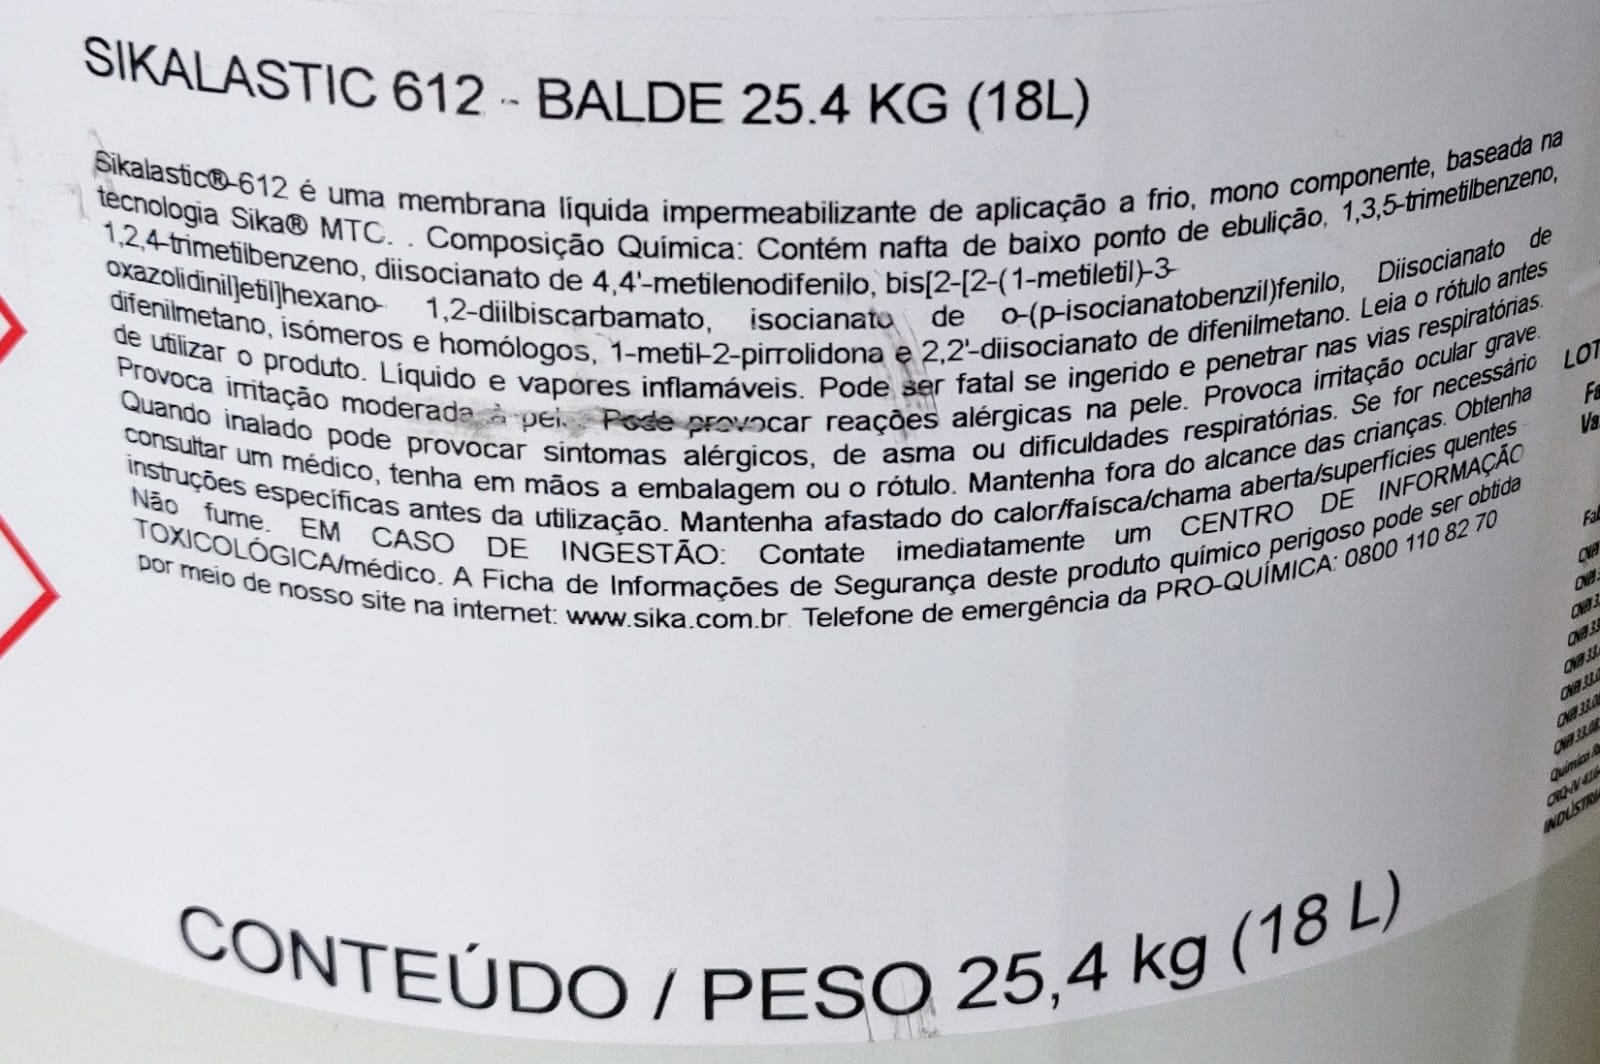 SIKALASTIC 612 - BALDE 25.4 KG (18L)
Sikalastic®-612 é uma membrana líquida impermeabilizante de aplicação a frio, mono componente, baseada na
tecnologia Sika® MTC. . Composição Química: Contém nafta de baixo ponto de ebulição, 1,3,5-trimetilbenzeno,
1,2,4-trimetilbenzeno, diisocianato de 4,4'-metilenodifenilo, bis[2-[2-(1-metiletil)-3-
oxazolidinil]etil]hexano- 1,2-diilbiscarbamato, isocianato de o-(p-isocianatobenzil)fenilo, Diisocianato de
difenilmetano, isómeros e homólogos, 1-metil-2-pirrolidona e 2,2'-diisocianato de difenilmetano. Leia o rótulo antes
de utilizar o produto. Líquido e vapores inflamáveis. Pode ser fatal se ingerido e penetrar nas vias respiratórias.
Provoca irritação moderada à pele. Pode provocar reações alérgicas na pele. Provoca irritação ocular grave.
Quando inalado pode provocar sintomas alérgicos, de asma ou dificuldades respiratórias. Se for necessário
consultar um médico, tenha em mãos a embalagem ou o rótulo. Mantenha fora do alcance das crianças. Obtenha
instruções específicas antes da utilização. Mantenha afastado do calor/faísca/chama aberta/superfícies quentes -
Não fume. EM CASO DE INGESTÃO: Contate imediatamente um CENTRO DE INFORMAÇÃO
TOXICOLÓGICA/médico. A Ficha de Informações de Segurança deste produto químico perigoso pode ser obtida
por meio de nosso site na internet: www.sika.com.br. Telefone de emergência da PRO-QUÍMICA: 0800 110 82 70
CONTEÚDO / PESO 25,4 kg (18 L)